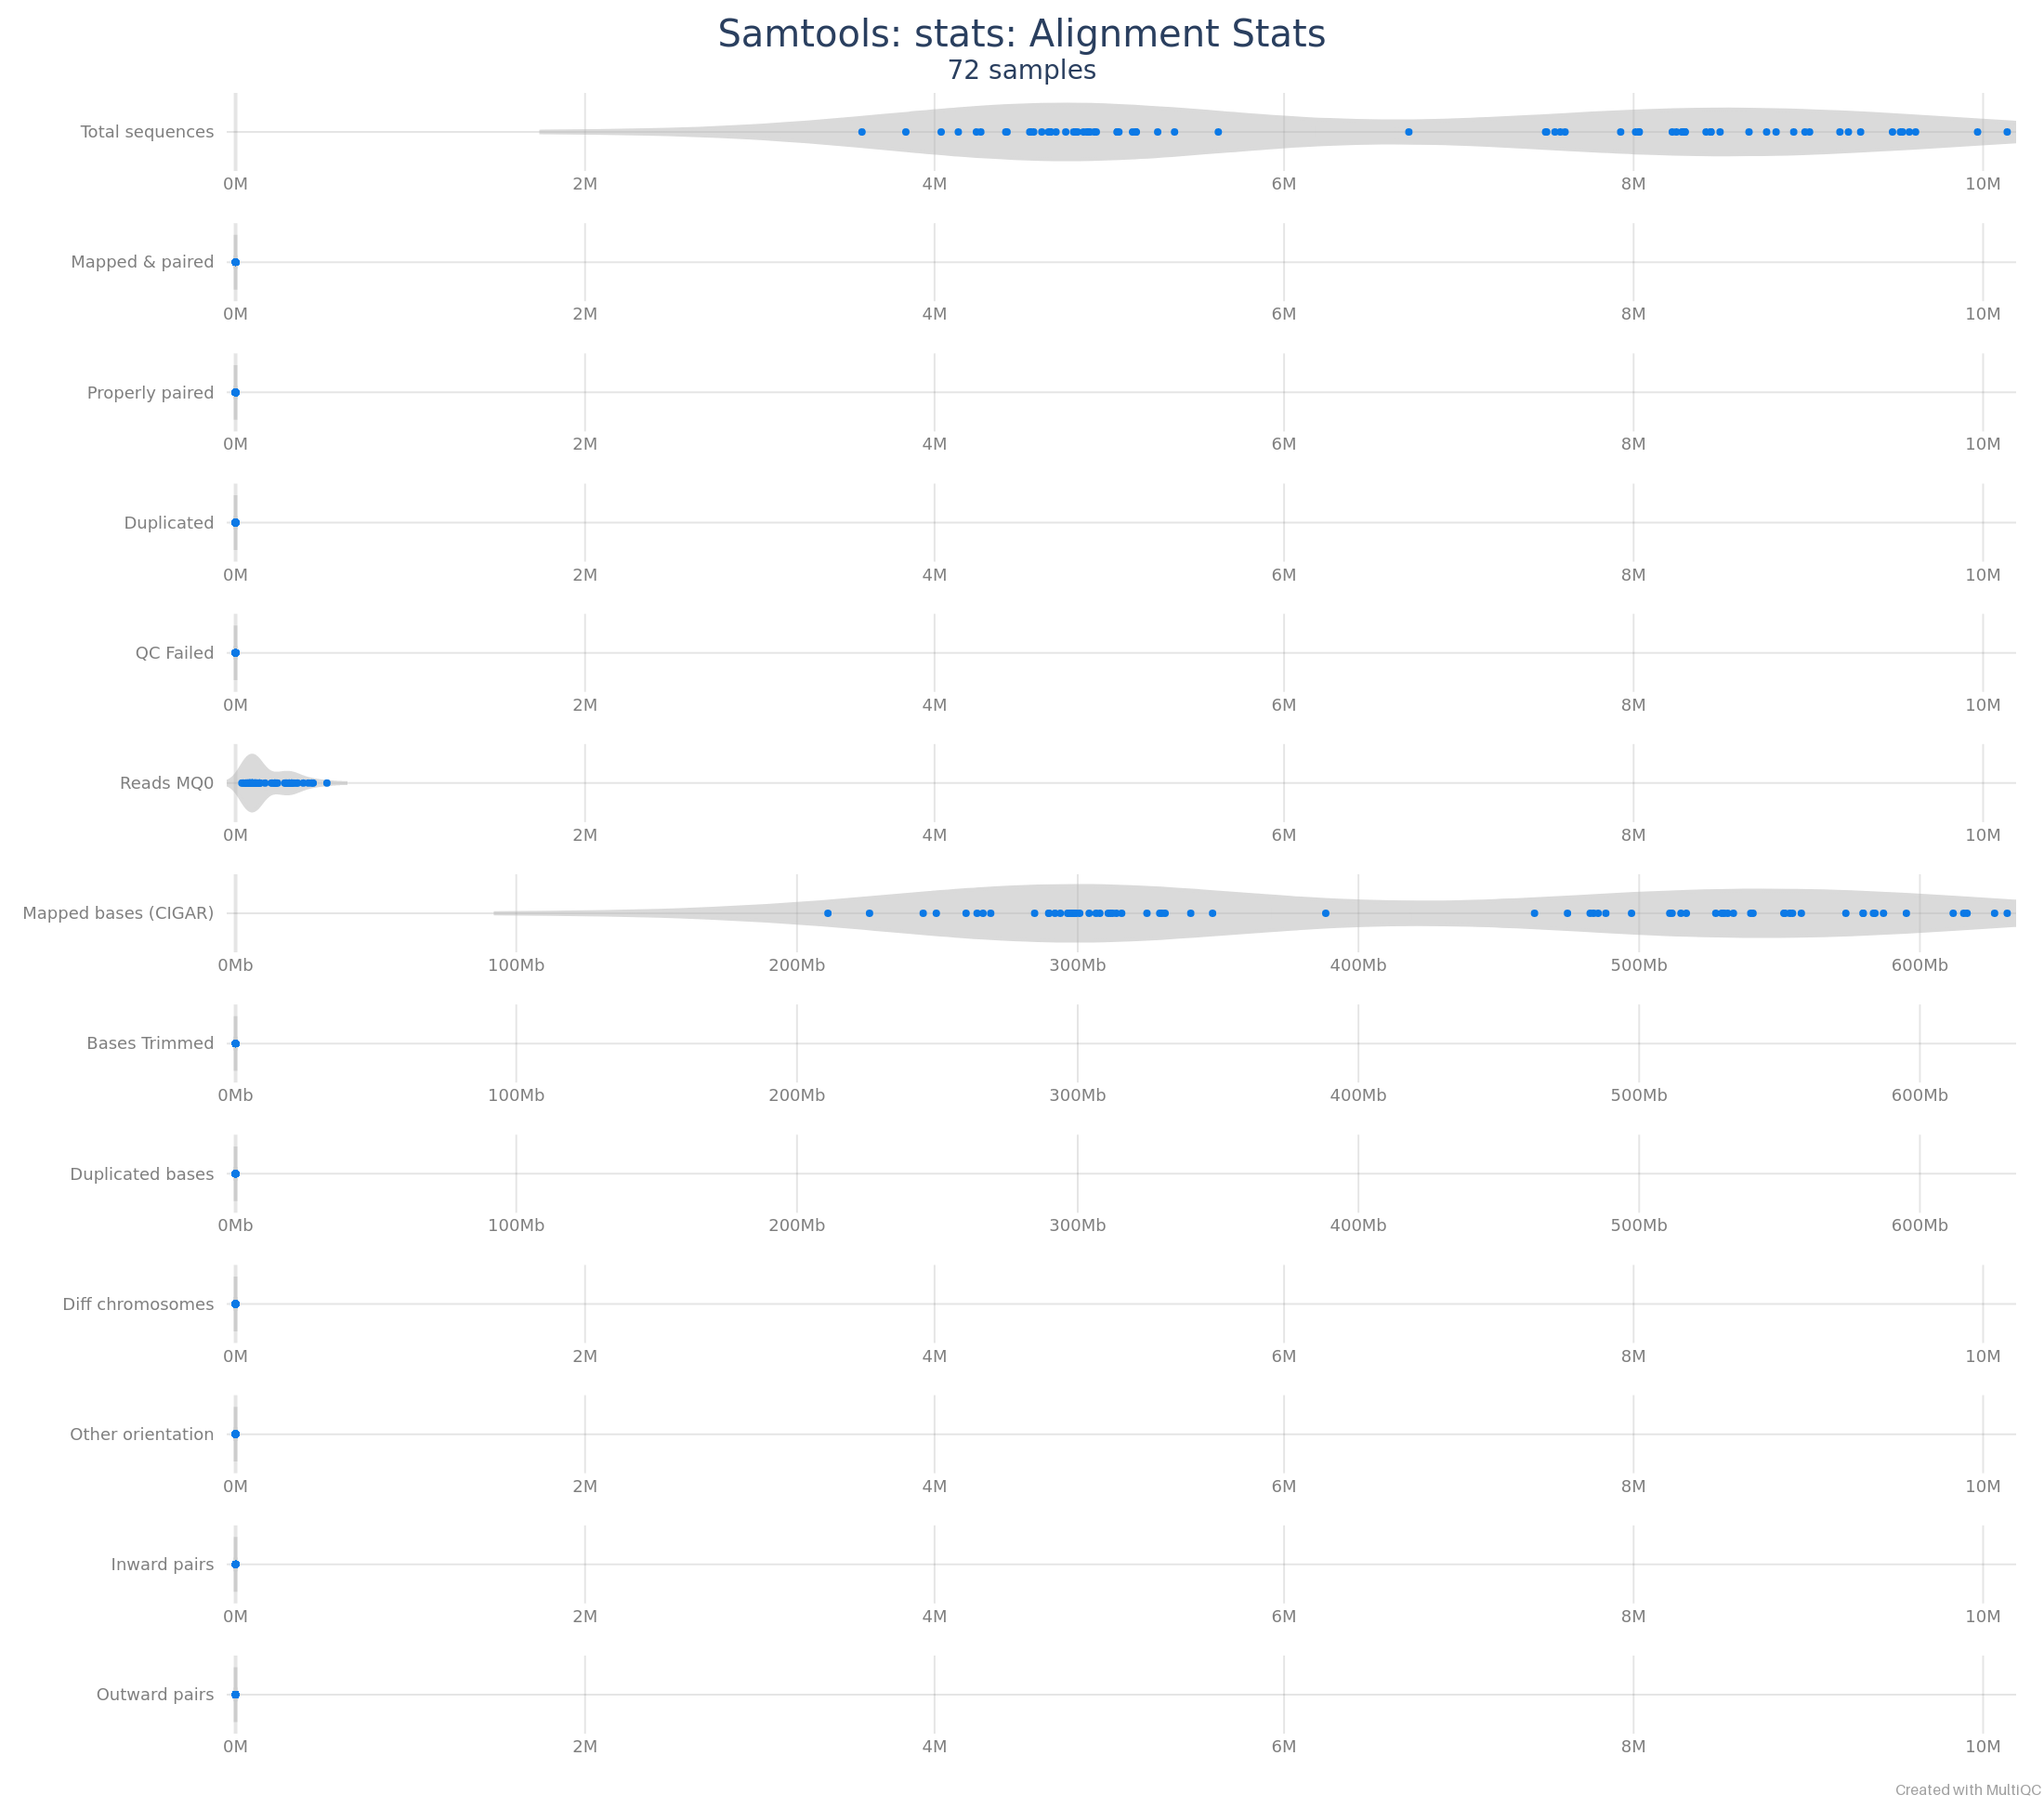 Samtools: stats: Alignment Stats
72 samples
Total sequences
0M 2M 4M 6M 8M 10M
Mapped & paired
0M 2M 4M 6M 8M 10M
Properly paired
0M 2M 4M 6M 8M 10M
Duplicated
0M 2M 4M 6M 8M 10M
QC Failed
0M 2M 4M 6M 8M 10M
Reads MQ0
0M 2M 4M 6M 8M 10M
Mapped bases (CIGAR)
0Mb 100Mb 200Mb 300Mb 400Mb 500Mb 600Mb
Bases Trimmed
0Mb 100Mb 200Mb 300Mb 400Mb 500Mb 600Mb
Duplicated bases
0Mb 100Mb 200Mb 300Mb 400Mb 500Mb 600Mb
Diff chromosomes
0M 2M 4M 6M 8M 10M
Other orientation
0M 2M 4M 6M 8M 10M
Inward pairs
0M 2M 4M 6M 8M 10M
Outward pairs
0M 2M 4M 6M 8M 10M
Created with MultiQC